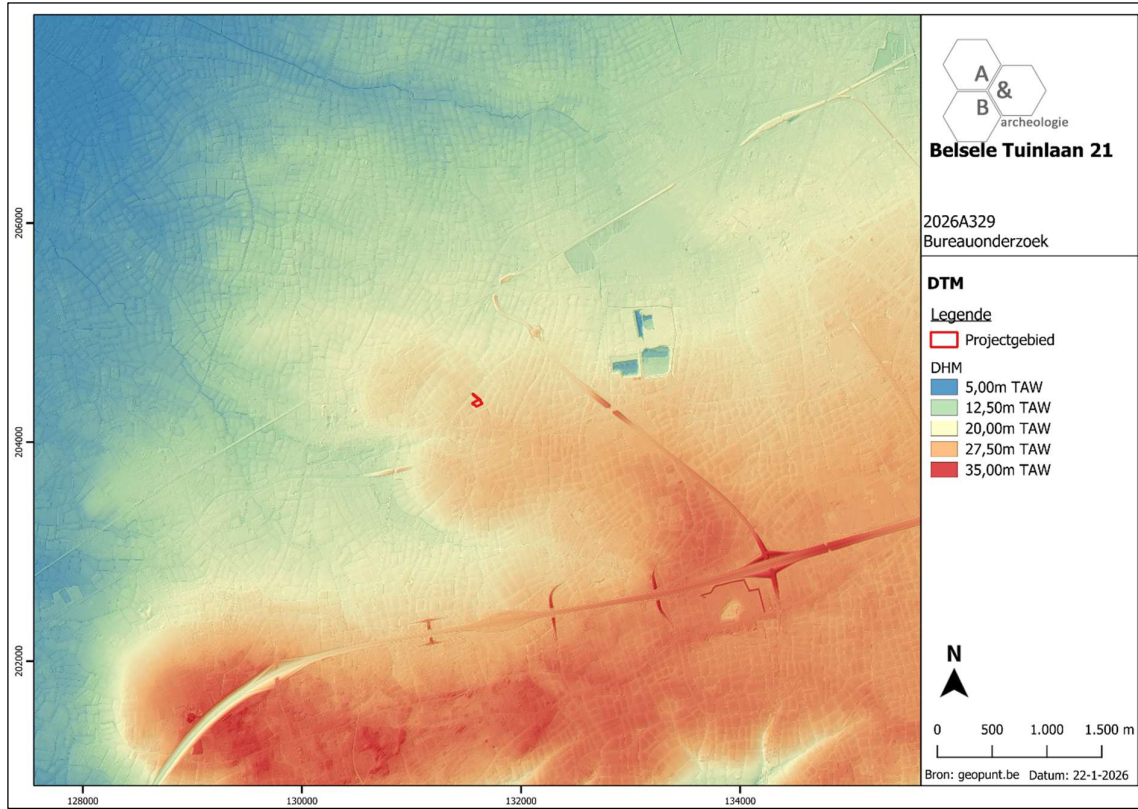 A
&
B
archeologie
Belsele Tuinlaan 21
2026A329
Bureauonderzoek
DTM
Legende
Projectgebied
DHM
5,00m TAW
12,50m TAW
20,00m TAW
27,50m TAW
35,00m TAW
N
0 500 1.000 1.500 m
Bron: geopunt.be Datum: 22-1-2026
206000
204000
202000
128000 130000 132000 134000